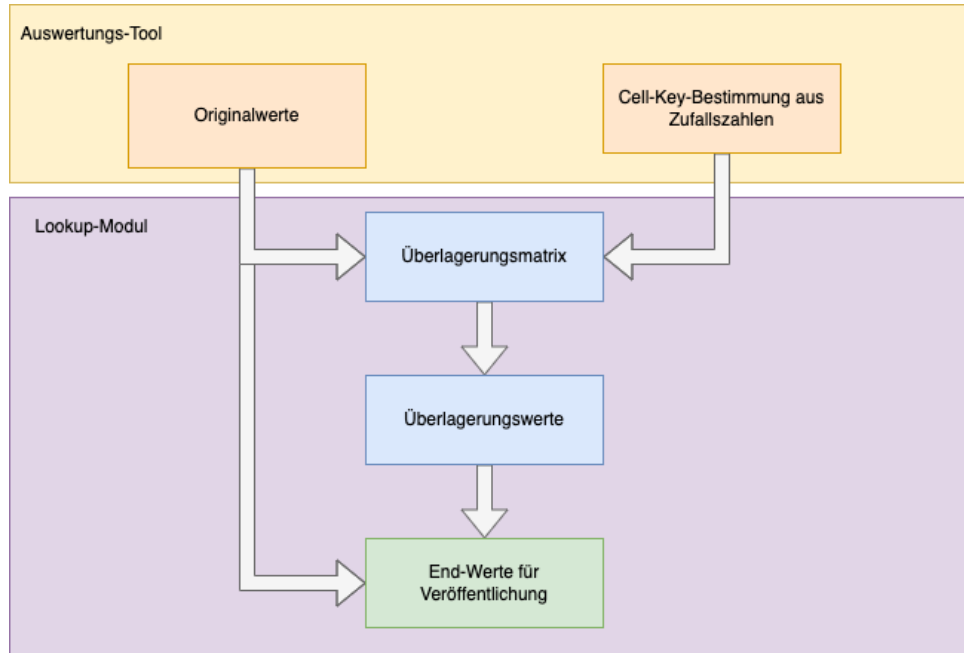 Auswertungs-Tool
Originalwerte
Cell-Key-Bestimmung aus
Zufallszahlen
Lookup-Modul
Überlagerungsmatrix
Überlagerungswerte
End-Werte für
Veröffentlichung